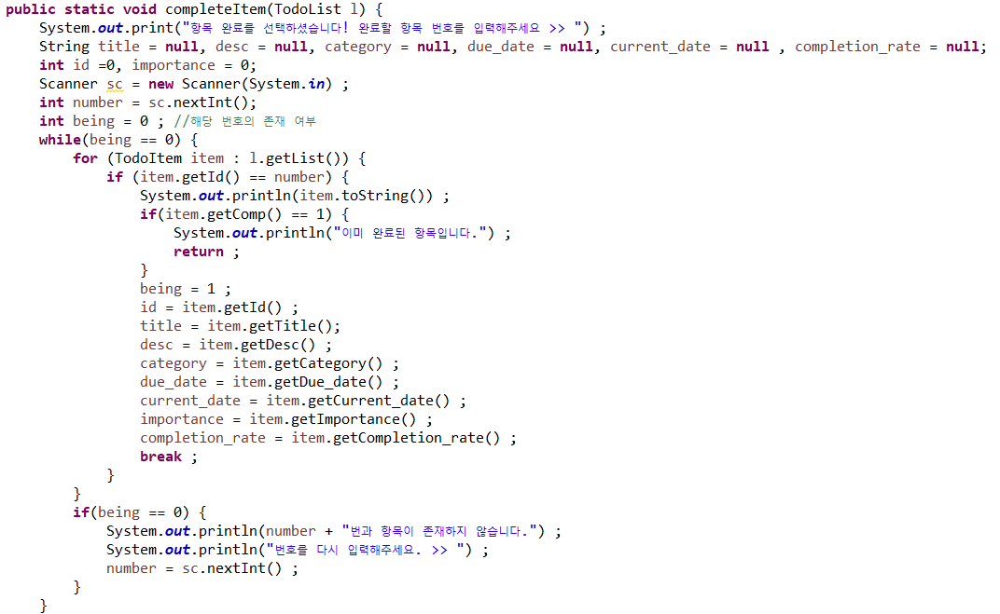 public static void completeItem(TodoList l) {
    System.out.print("항목 완료를 선택하셨습니다! 완료할 항목 번호를 입력해주세요 >> ") ;
    String title = null, desc = null, category = null, due_date = null, current_date = null , completion_rate = null;
    int id =0, importance = 0;
    Scanner sc = new Scanner(System.in) ;
    int number = sc.nextInt();
    int being = 0 ; //해당 번호의 존재 여부
    while(being == 0) {
        for (TodoItem item : l.getList()) {
            if (item.getId() == number) {
                System.out.println(item.toString()) ;
                if(item.getComp() == 1) {
                    System.out.println("이미 완료된 항목입니다.") ;
                    return ;
                }
                being = 1 ;
                id = item.getId() ;
                title = item.getTitle();
                desc = item.getDesc() ;
                category = item.getCategory() ;
                due_date = item.getDue_date() ;
                current_date = item.getCurrent_date() ;
                importance = item.getImportance() ;
                completion_rate = item.getCompletion_rate() ;
                break ;
            }
        }
        if(being == 0) {
            System.out.println(number + "번과 항목이 존재하지 않습니다.") ;
            System.out.println("번호를 다시 입력해주세요. >> ") ;
            number = sc.nextInt() ;
        }
    }